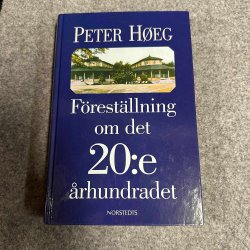 PETER HØEG
Föreställning
om det
20:e
århundradet
NORSTEDTS